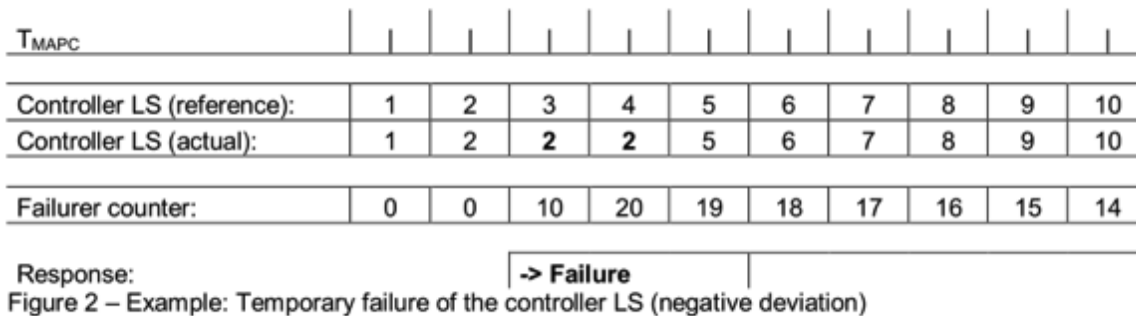 TMAPC
Controller LS (reference): 1 2 3 4 5 6 7 8 9 10
Controller LS (actual): 1 2 2 2 5 6 7 8 9 10
Failurer counter: 0 0 10 20 19 18 17 16 15 14
Response: -> Failure
Figure 2 – Example: Temporary failure of the controller LS (negative deviation)